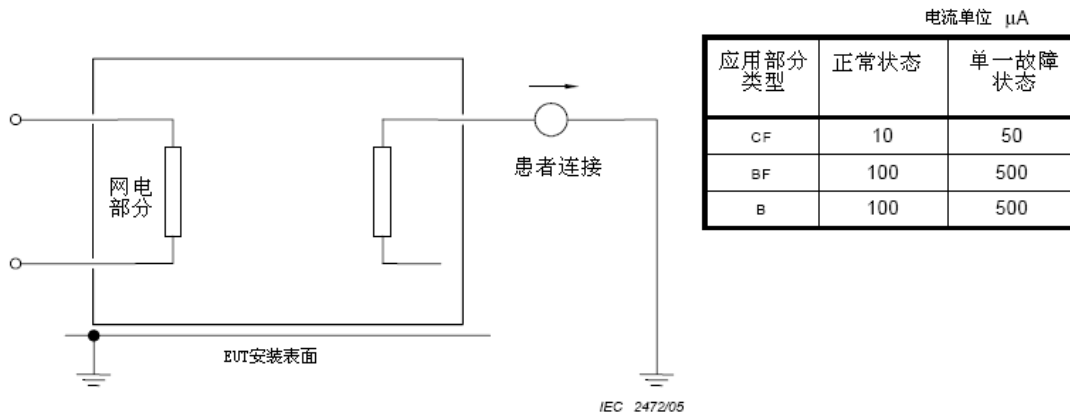 电流单位 μA
应用部分
类型
正常状态
单一故障
状态
CF
10
50
BF
100
500
B
100
500
网电
部分
患者连接
EUT安装表面
IEC 2472/05